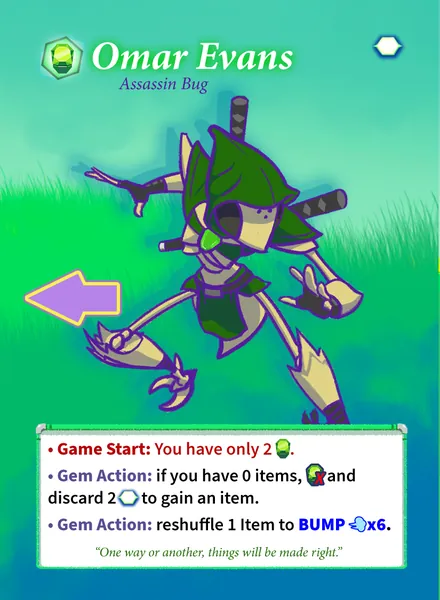 Omar Evans
Assassin Bug
• Game Start: You have only 2 .
• Gem Action: if you have 0 items, and
discard 2 to gain an item.
• Gem Action: reshuffle 1 Item to BUMP x6.
“One way or another, things will be made right.”